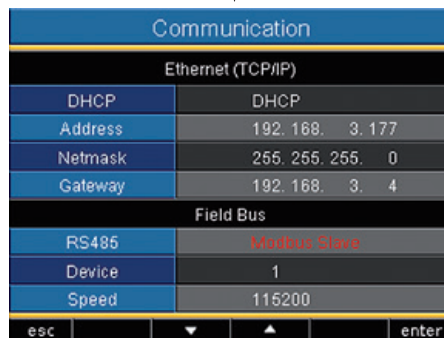 Communication
Ethernet (TCP/IP)
DHCP DHCP
Address 192. 168. 3. 177
Netmask 255. 255. 255. 0
Gateway 192. 168. 3. 4
Field Bus
RS485 Modbus Slave
Device 1
Speed 115200
esc ▼ ▲ enter